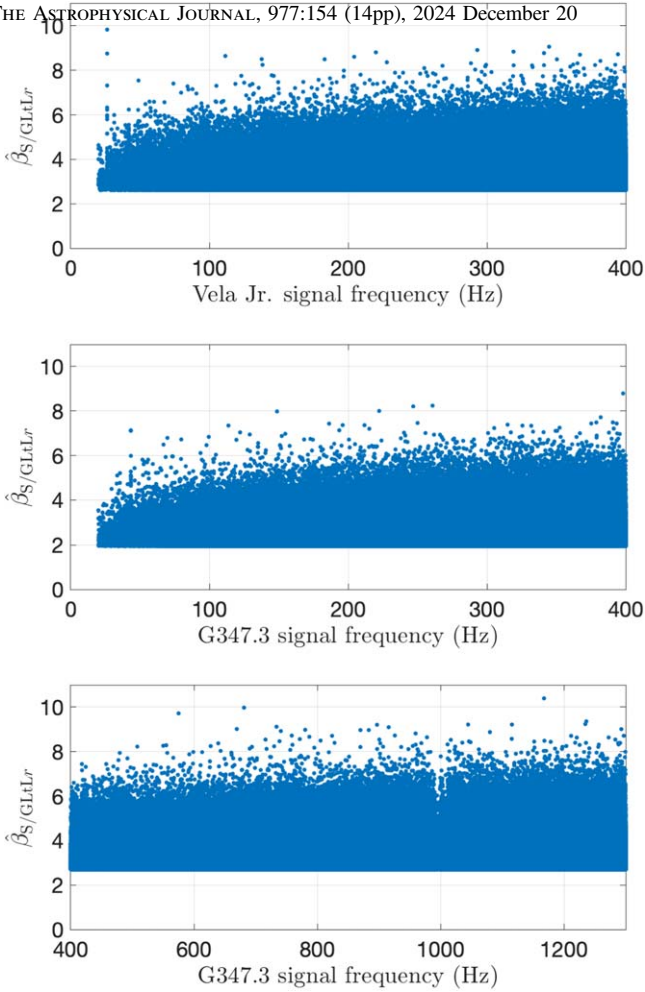 THE ASTROPHYSICAL JOURNAL, 977:154 (14pp), 2024 December 20
10
8
6
4
2
0
β̂S/GLtLr
0 100 200 300 400
Vela Jr. signal frequency (Hz)
10
8
6
4
2
0
β̂S/GLtLr
0 100 200 300 400
G347.3 signal frequency (Hz)
10
8
6
4
2
0
β̂S/GLtLr
400 600 800 1000 1200
G347.3 signal frequency (Hz)